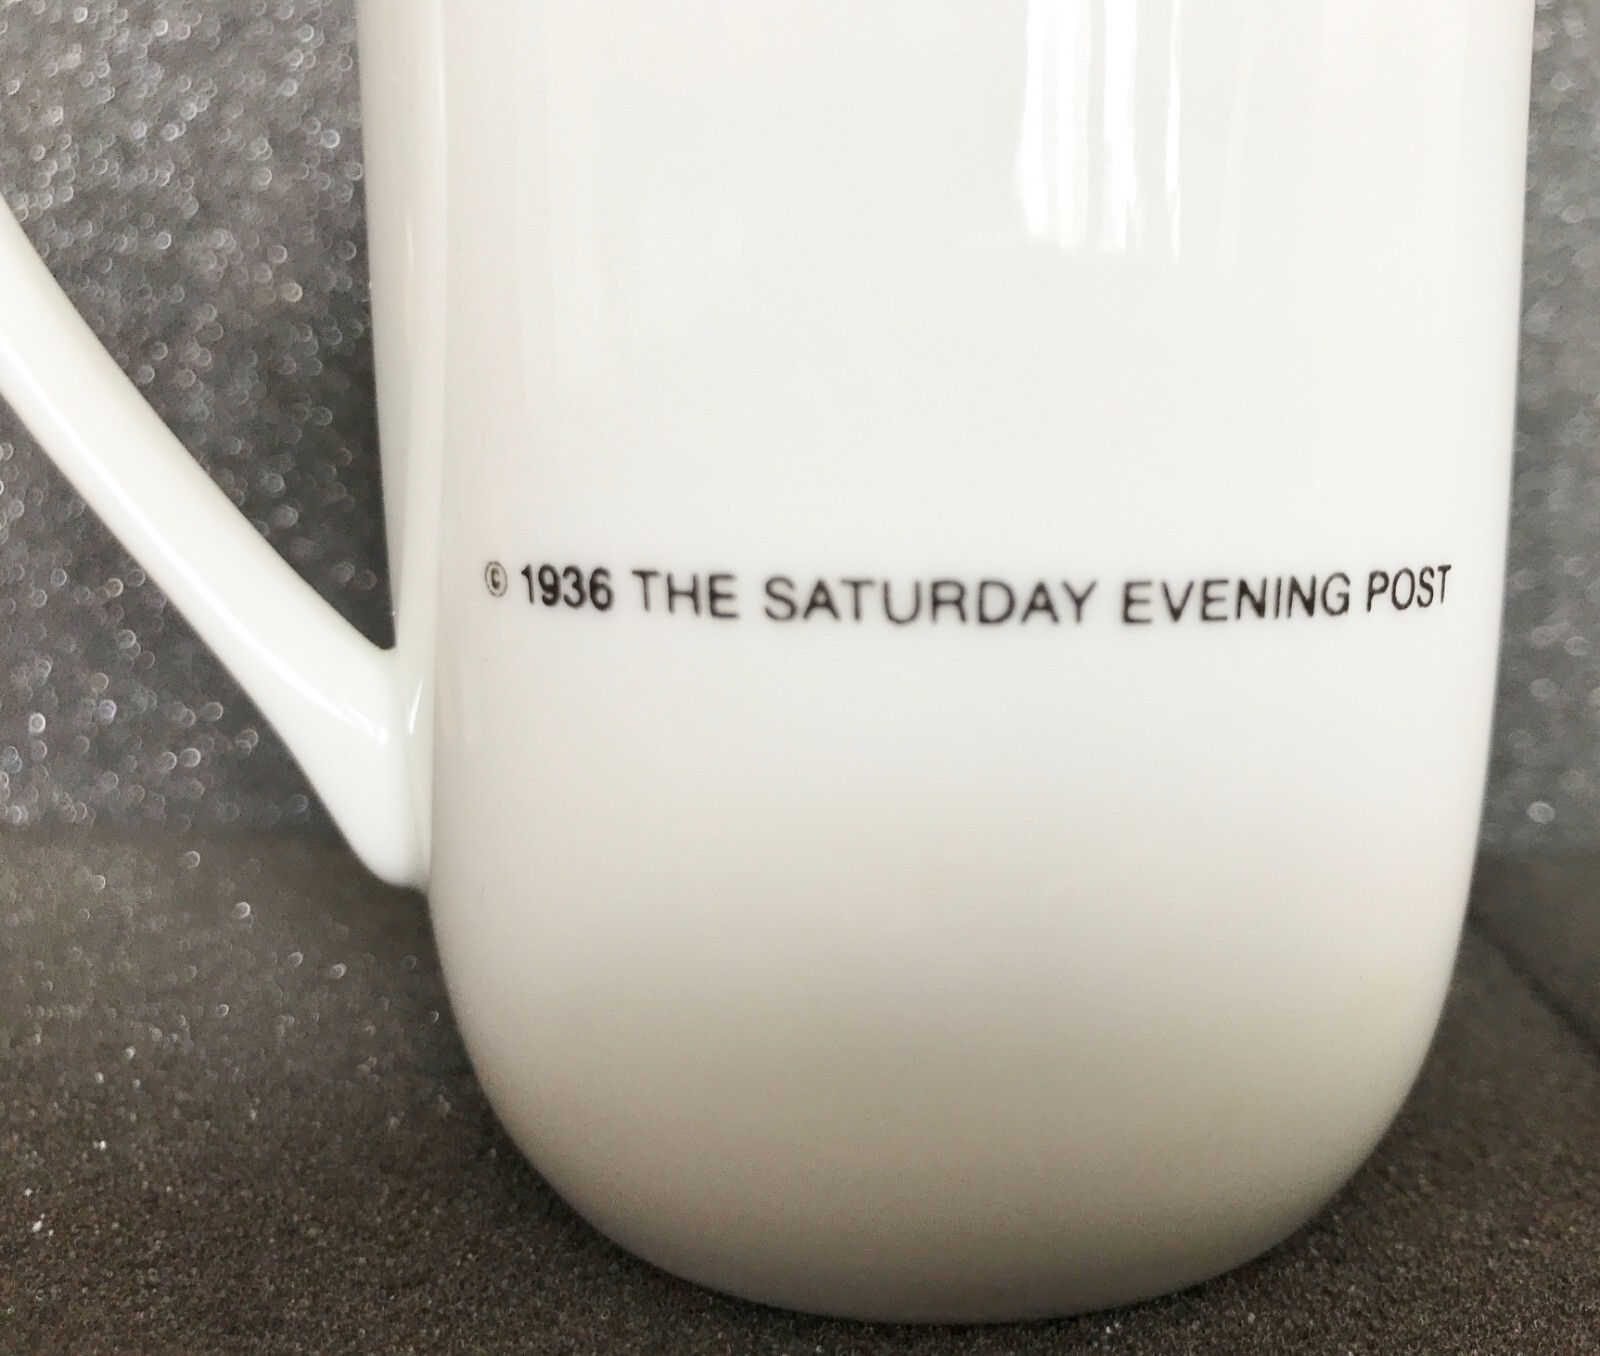 © 1936 THE SATURDAY EVENING POST